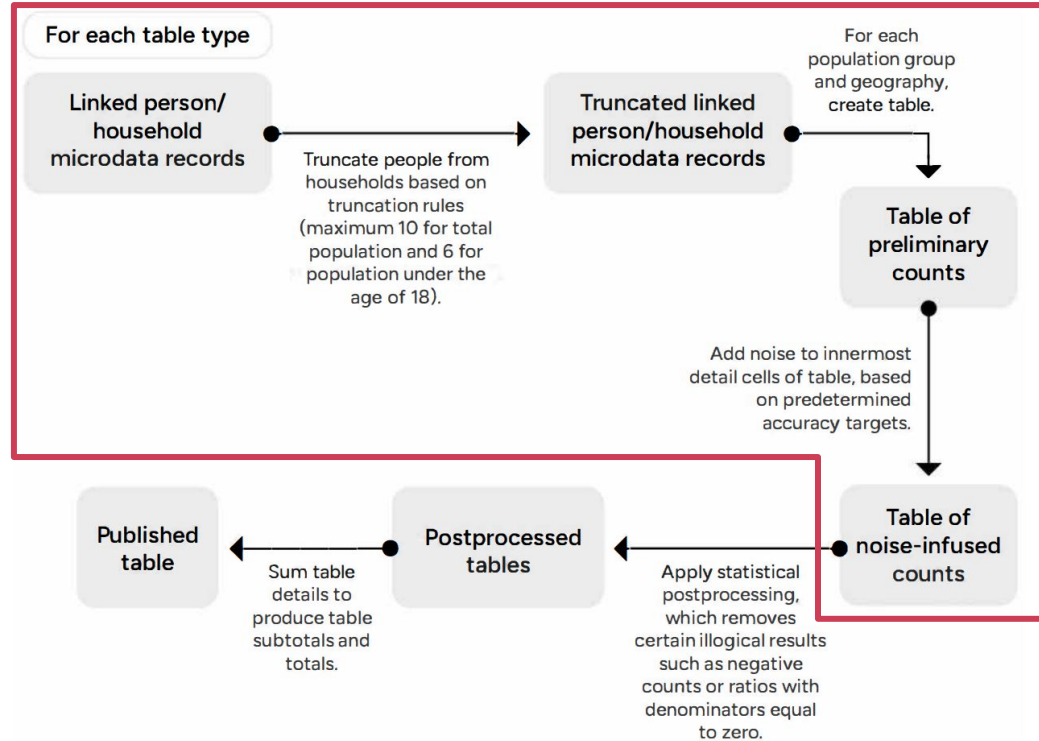 For each table type
Linked person/
household
microdata records
Truncate people from
households based on
truncation rules
(maximum 10 for total
population and 6 for
population under the
age of 18).
Truncated linked
person/household
microdata records
For each
population group
and geography,
create table.
Table of
preliminary
counts
Add noise to innermost
detail cells of table, based
on predetermined
accuracy targets.
Table of
noise-infused
counts
Apply statistical
postprocessing,
which removes
certain illogical results
such as negative
counts or ratios with
denominators equal
to zero.
Postprocessed
tables
Sum table
details to
produce table
subtotals and
totals.
Published
table